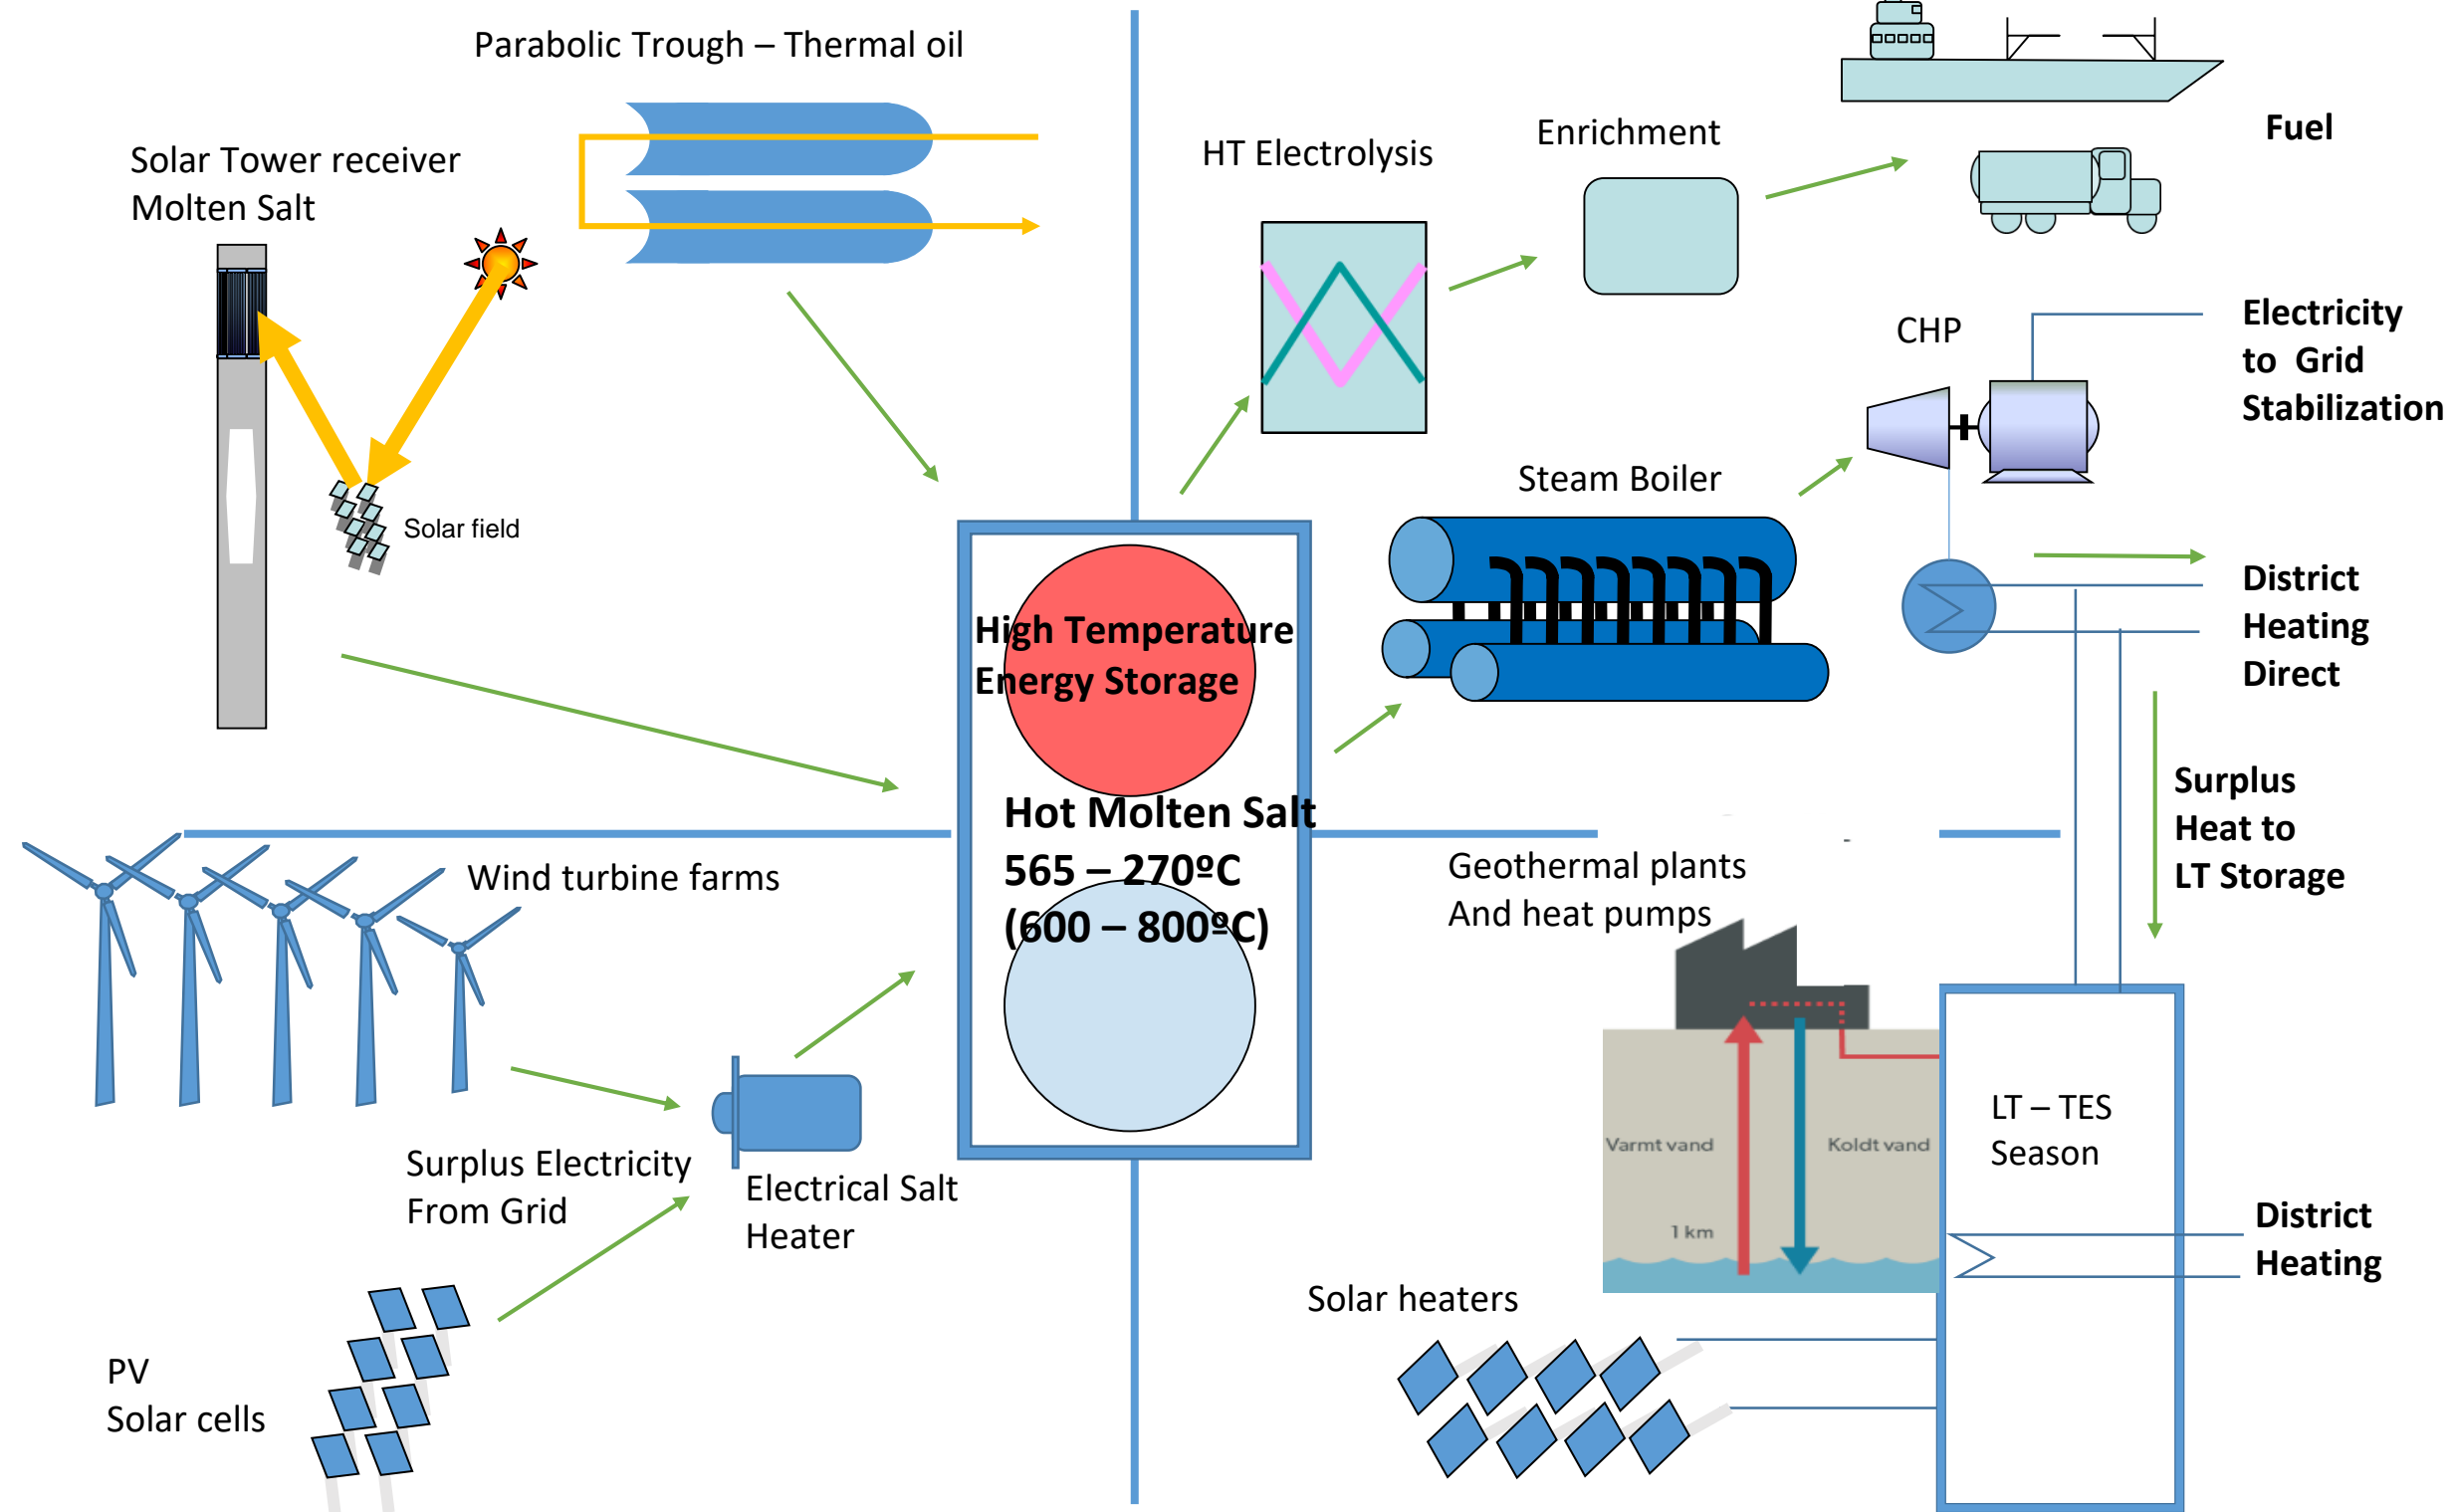 Parabolic Trough – Thermal oil
Solar Tower receiver
Molten Salt
Solar field
HT Electrolysis
Enrichment
Fuel
CHP
Electricity
to  Grid
Stabilization
Steam Boiler
District
Heating
Direct
High Temperature
Energy Storage
Hot Molten Salt
565 – 270ºC
(600 – 800ºC)
Surplus
Heat to
LT Storage
Wind turbine farms
Geothermal plants
And heat pumps
Surplus Electricity
From Grid
Electrical Salt
Heater
Varmt vand
Koldt vand
1 km
LT – TES
Season
District
Heating
Solar heaters
PV
Solar cells